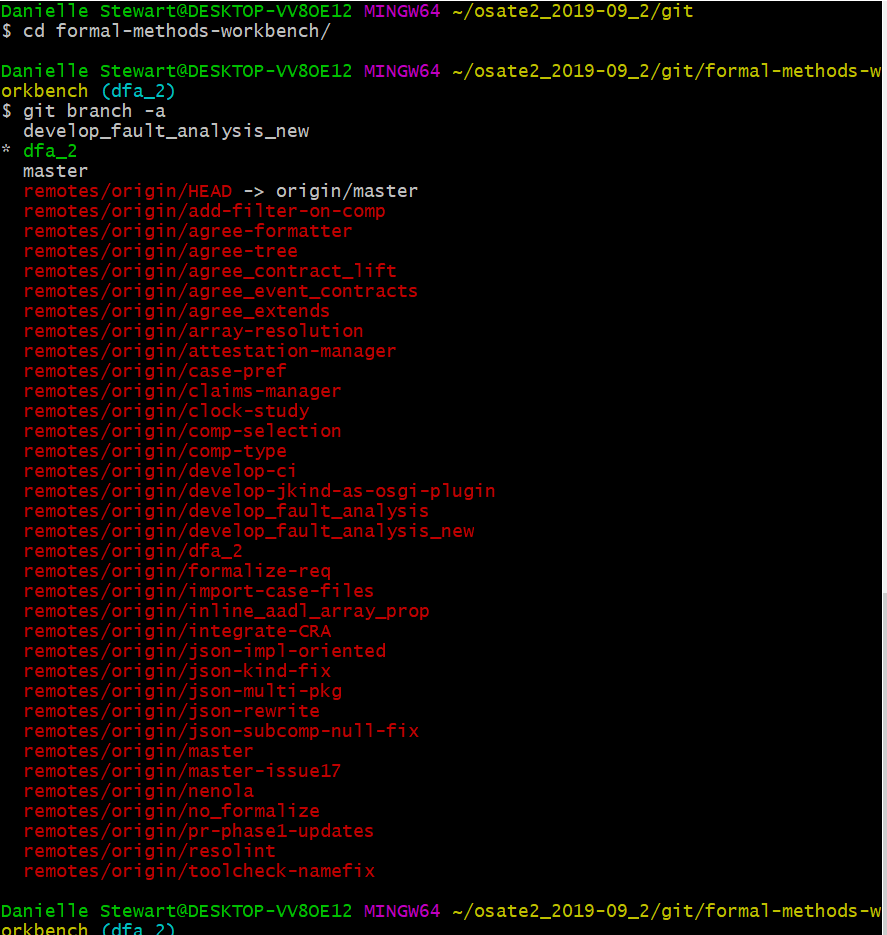 Danielle Stewart@DESKTOP-VV8OE12 MINGW64 ~/osate2_2019-09_2/git
$ cd formal-methods-workbench/
Danielle Stewart@DESKTOP-VV8OE12 MINGW64 ~/osate2_2019-09_2/git/formal-methods-w
orkbench (dfa_2)
$ git branch -a
  develop_fault_analysis_new
* dfa_2
  master
  remotes/origin/HEAD -> origin/master
  remotes/origin/add-filter-on-comp
  remotes/origin/agree-formatter
  remotes/origin/agree-tree
  remotes/origin/agree_contract_lift
  remotes/origin/agree_event_contracts
  remotes/origin/agree_extends
  remotes/origin/array-resolution
  remotes/origin/attestation-manager
  remotes/origin/case-pref
  remotes/origin/claims-manager
  remotes/origin/clock-study
  remotes/origin/comp-selection
  remotes/origin/comp-type
  remotes/origin/develop-ci
  remotes/origin/develop-jkind-as-osgi-plugin
  remotes/origin/develop_fault_analysis
  remotes/origin/develop_fault_analysis_new
  remotes/origin/dfa_2
  remotes/origin/formalize-req
  remotes/origin/import-case-files
  remotes/origin/inline_aadl_array_prop
  remotes/origin/integrate-CRA
  remotes/origin/json-impl-oriented
  remotes/origin/json-kind-fix
  remotes/origin/json-multi-pkg
  remotes/origin/json-rewrite
  remotes/origin/json-subcomp-null-fix
  remotes/origin/master
  remotes/origin/master-issue17
  remotes/origin/nenola
  remotes/origin/no_formalize
  remotes/origin/pr-phase1-updates
  remotes/origin/resolint
  remotes/origin/toolcheck-namefix
Danielle Stewart@DESKTOP-VV8OE12 MINGW64 ~/osate2_2019-09_2/git/formal-methods-w
orkbench (dfa_2)